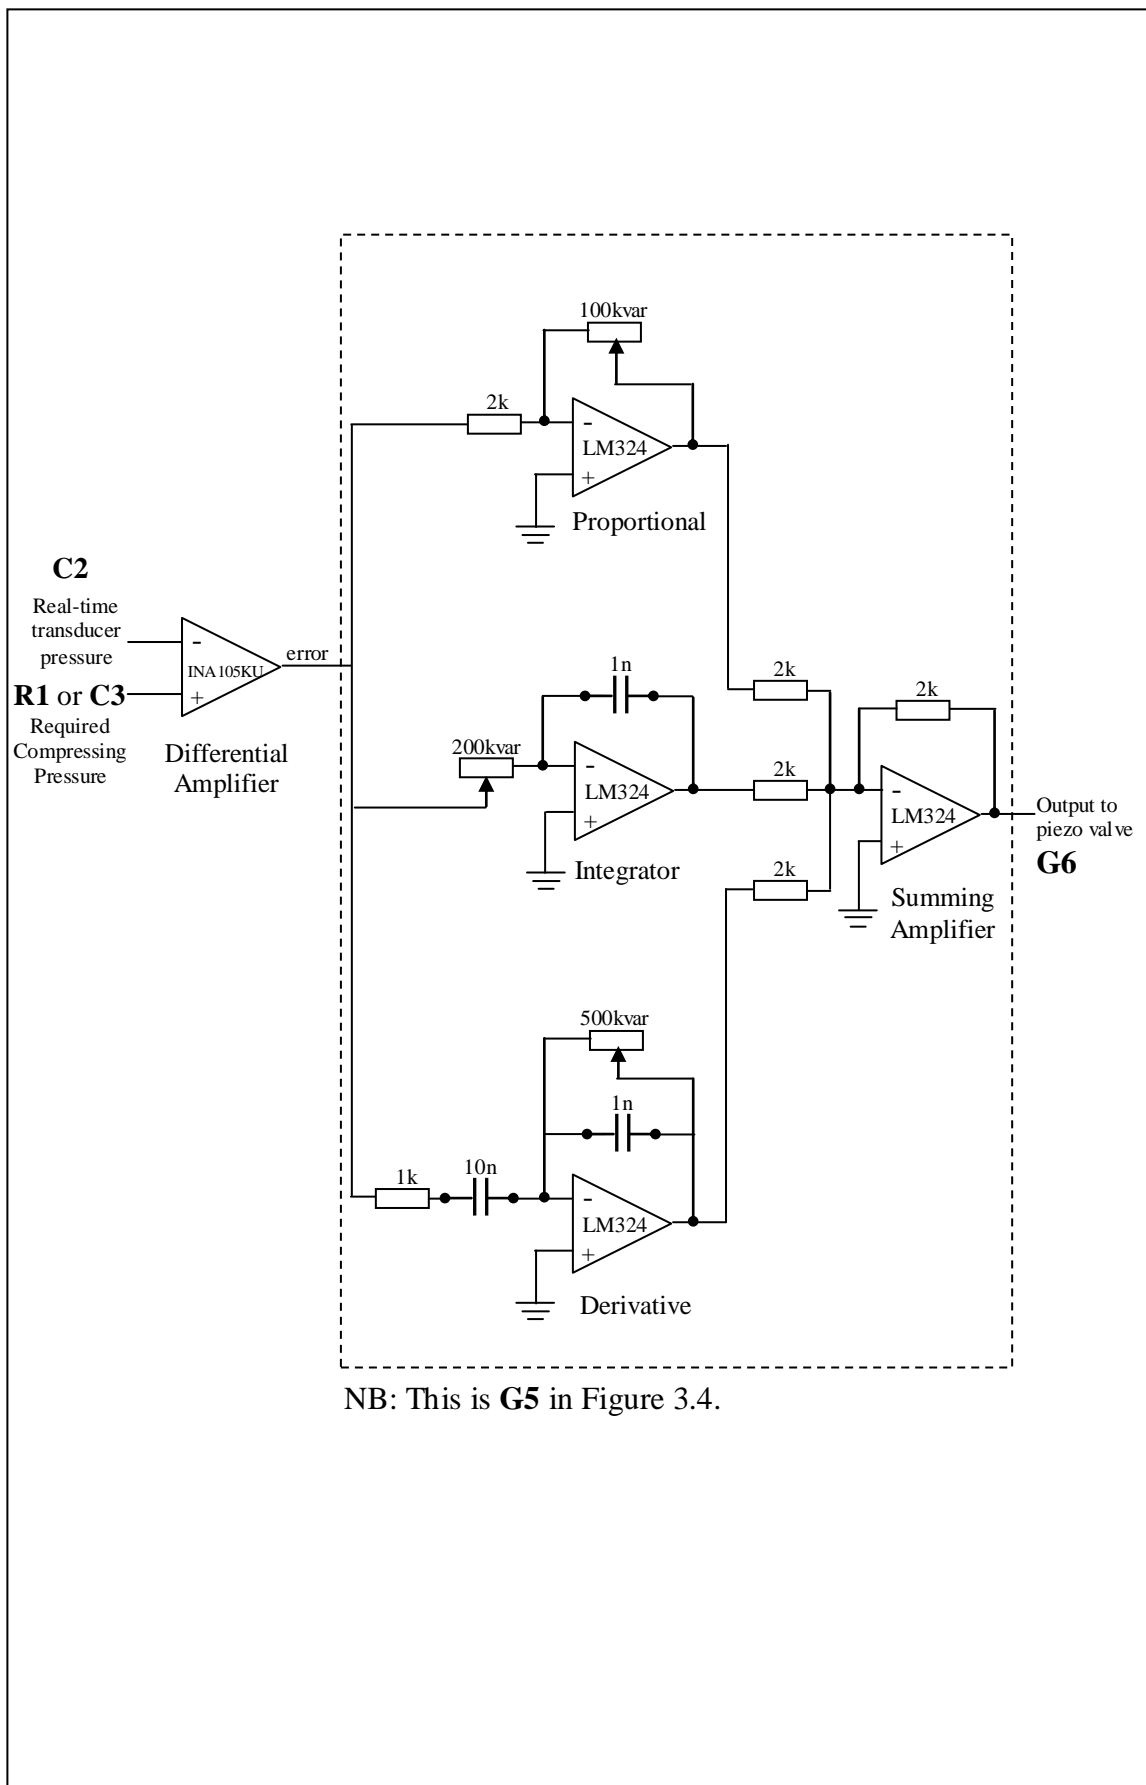 100kvar
2k
-
LM324
+
Proportional
C2
Real-time
transducer
pressure
-
INA105KU
+
error
R1 or C3
Required
Compressing
Pressure
Differential
Amplifier
1n
200kvar
-
LM324
+
Integrator
2k
2k
2k
2k
-
LM324
+
Summing
Amplifier
Output to
piezo valve
G6
500kvar
1n
1k
10n
-
LM324
+
Derivative
NB: This is G5 in Figure 3.4.